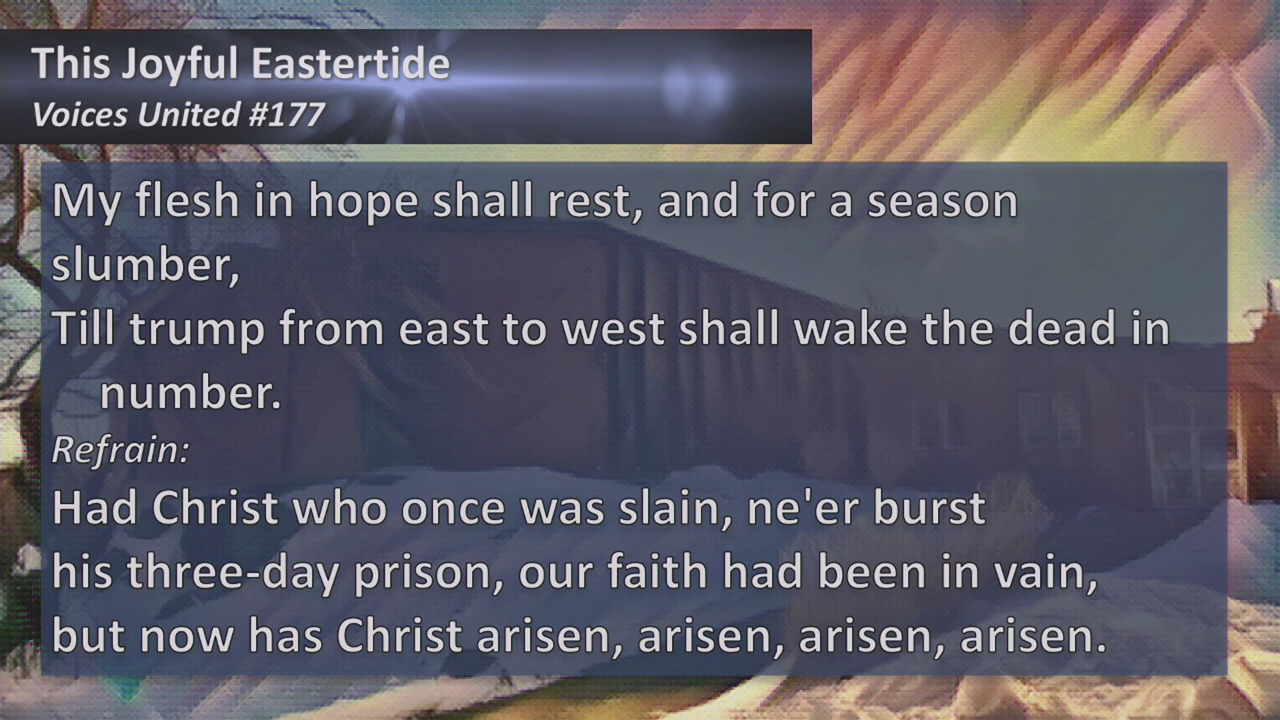 This Joyful Eastertide
Voices United #177
My flesh in hope shall rest, and for a season
slumber,
Till trump from east to west shall wake the dead in
number.
Refrain:
Had Christ who once was slain, ne'er burst
his three-day prison, our faith had been in vain,
but now has Christ arisen, arisen, arisen, arisen.